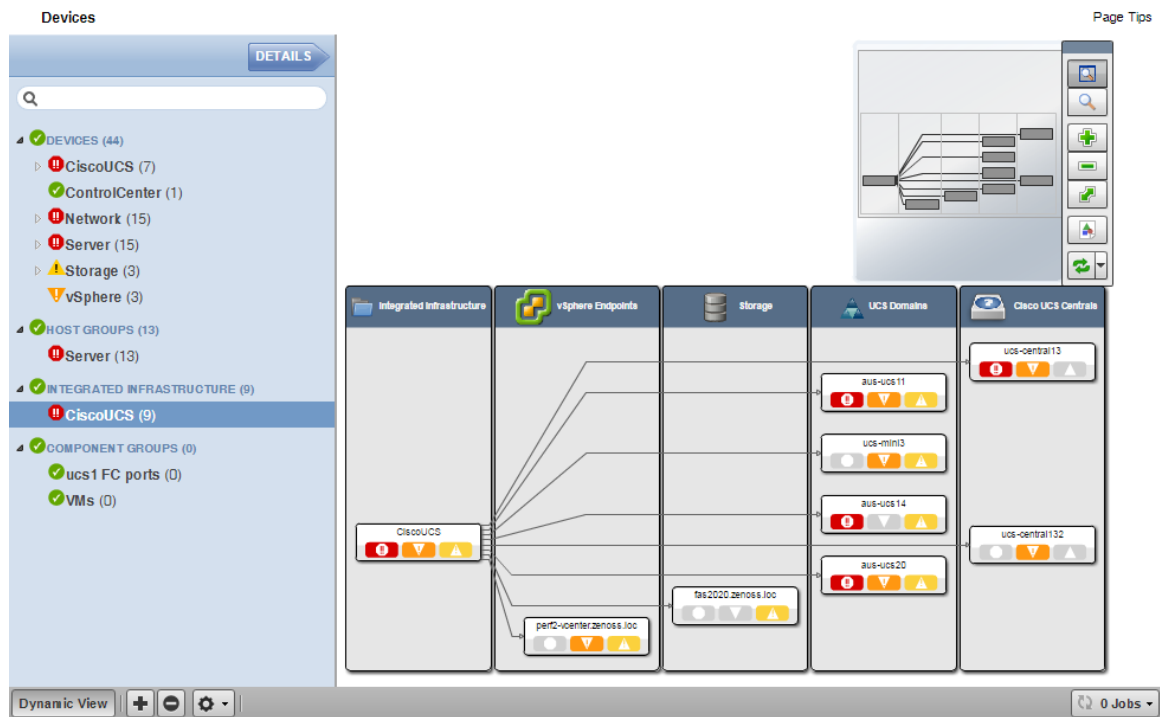 Devices
Page Tips
DETAILS
DEVICES (44)
CiscoUCS (7)
ControlCenter (1)
Network (15)
Server (15)
Storage (3)
vSphere (3)
HOST GROUPS (13)
Server (13)
INTEGRATED INFRASTRUCTURE (9)
CiscoUCS (9)
COMPONENT GROUPS (0)
ucs1 FC ports (0)
VMs (0)
Integrated Infrastructure
vSphere Endpoints
Storage
UCS Domains
Cisco UCS Centrals
ucs-central13
aus-ucs11
ucs-mini3
aus-ucs14
CiscoUCS
ucs-central132
aus-ucs20
fas2020.zenoss.loc
perf2-vcenter.zenoss.loc
Dynamic View
0 Jobs